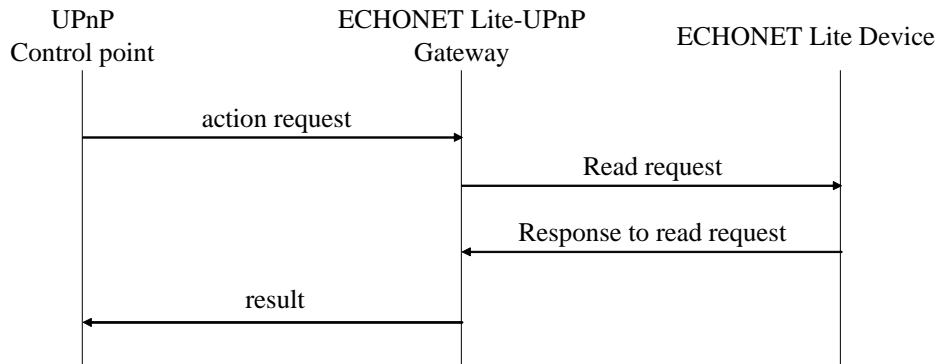 UPnP
Control point
ECHONET Lite-UPnP
Gateway
ECHONET Lite Device
action request
Read request
Response to read request
result